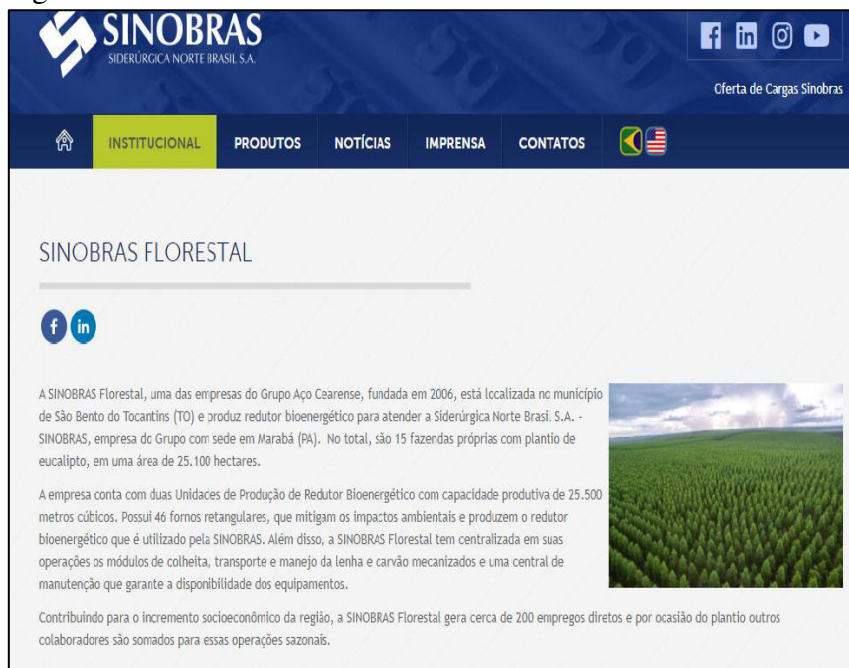 SINOBRAS
SIDERÚRGICA NORTE BRASIL S.A.
Oferta de Cargas Sinobras
INSTITUCIONAL PRODUTOS NOTÍCIAS IMPRENSA CONTATOS
SINOBRAS FLORESTAL
A SINOBRAS Florestal, uma das empresas do Grupo Aço Cearense, fundada em 2006, está localizada no município
de São Bento do Tocantins (TO) e produz redutor bioenergético para atender a Siderúrgica Norte Brasil S.A. -
SINOBRAS, empresa do Grupo com sede em Marabá (PA). No total, são 15 fazendas próprias com plantio de
eucalipto, em uma área de 25.100 hectares.
A empresa conta com duas Unidades de Produção de Redutor Bioenergético com capacidade produtiva de 25.500
metros cúbicos. Possui 46 fornos retangulares, que mitigam os impactos ambientais e produzem o redutor
bioenergético que é utilizado pela SINOBRAS. Além disso, a SINOBRAS Florestal tem centralizada em suas
operações os módulos de colheita, transporte e manejo da lenha e carvão mecanizados e uma central de
manutenção que garante a disponibilidade dos equipamentos.
Contribuindo para o incremento socioeconômico da região, a SINOBRAS Florestal gera cerca de 200 empregos diretos e por ocasião do plantio outros
colaboradores são somados para essas operações sazonais.